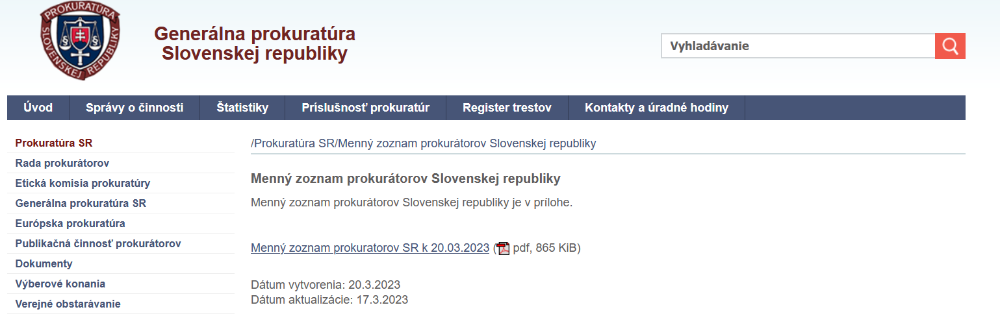 PROKURATÚRA
SLOVENSKEJ REPUBLIKY
Generálna prokuratúra
Slovenskej republiky
Vyhladávanie
Úvod
Správy o činnosti
Štatistiky
Príslušnosť prokuratúr
Register trestov
Kontakty a úradné hodiny
Prokuratúra SR
Rada prokurátorov
Etická komisia prokuratúry
Generálna prokuratúra SR
Európska prokuratúra
Publikačná činnosť prokurátorov
Dokumenty
Výberové konania
Verejné obstarávanie
/Prokuratúra SR/Menný zoznam prokurátorov Slovenskej republiky
Menný zoznam prokurátorov Slovenskej republiky
Menný zoznam prokurátorov Slovenskej republiky je v prílohe.
Menný zoznam prokuratorov SR k 20.03.2023 (pdf, 865 KiB)
Dátum vytvorenia: 20.3.2023
Dátum aktualizácie: 17.3.2023